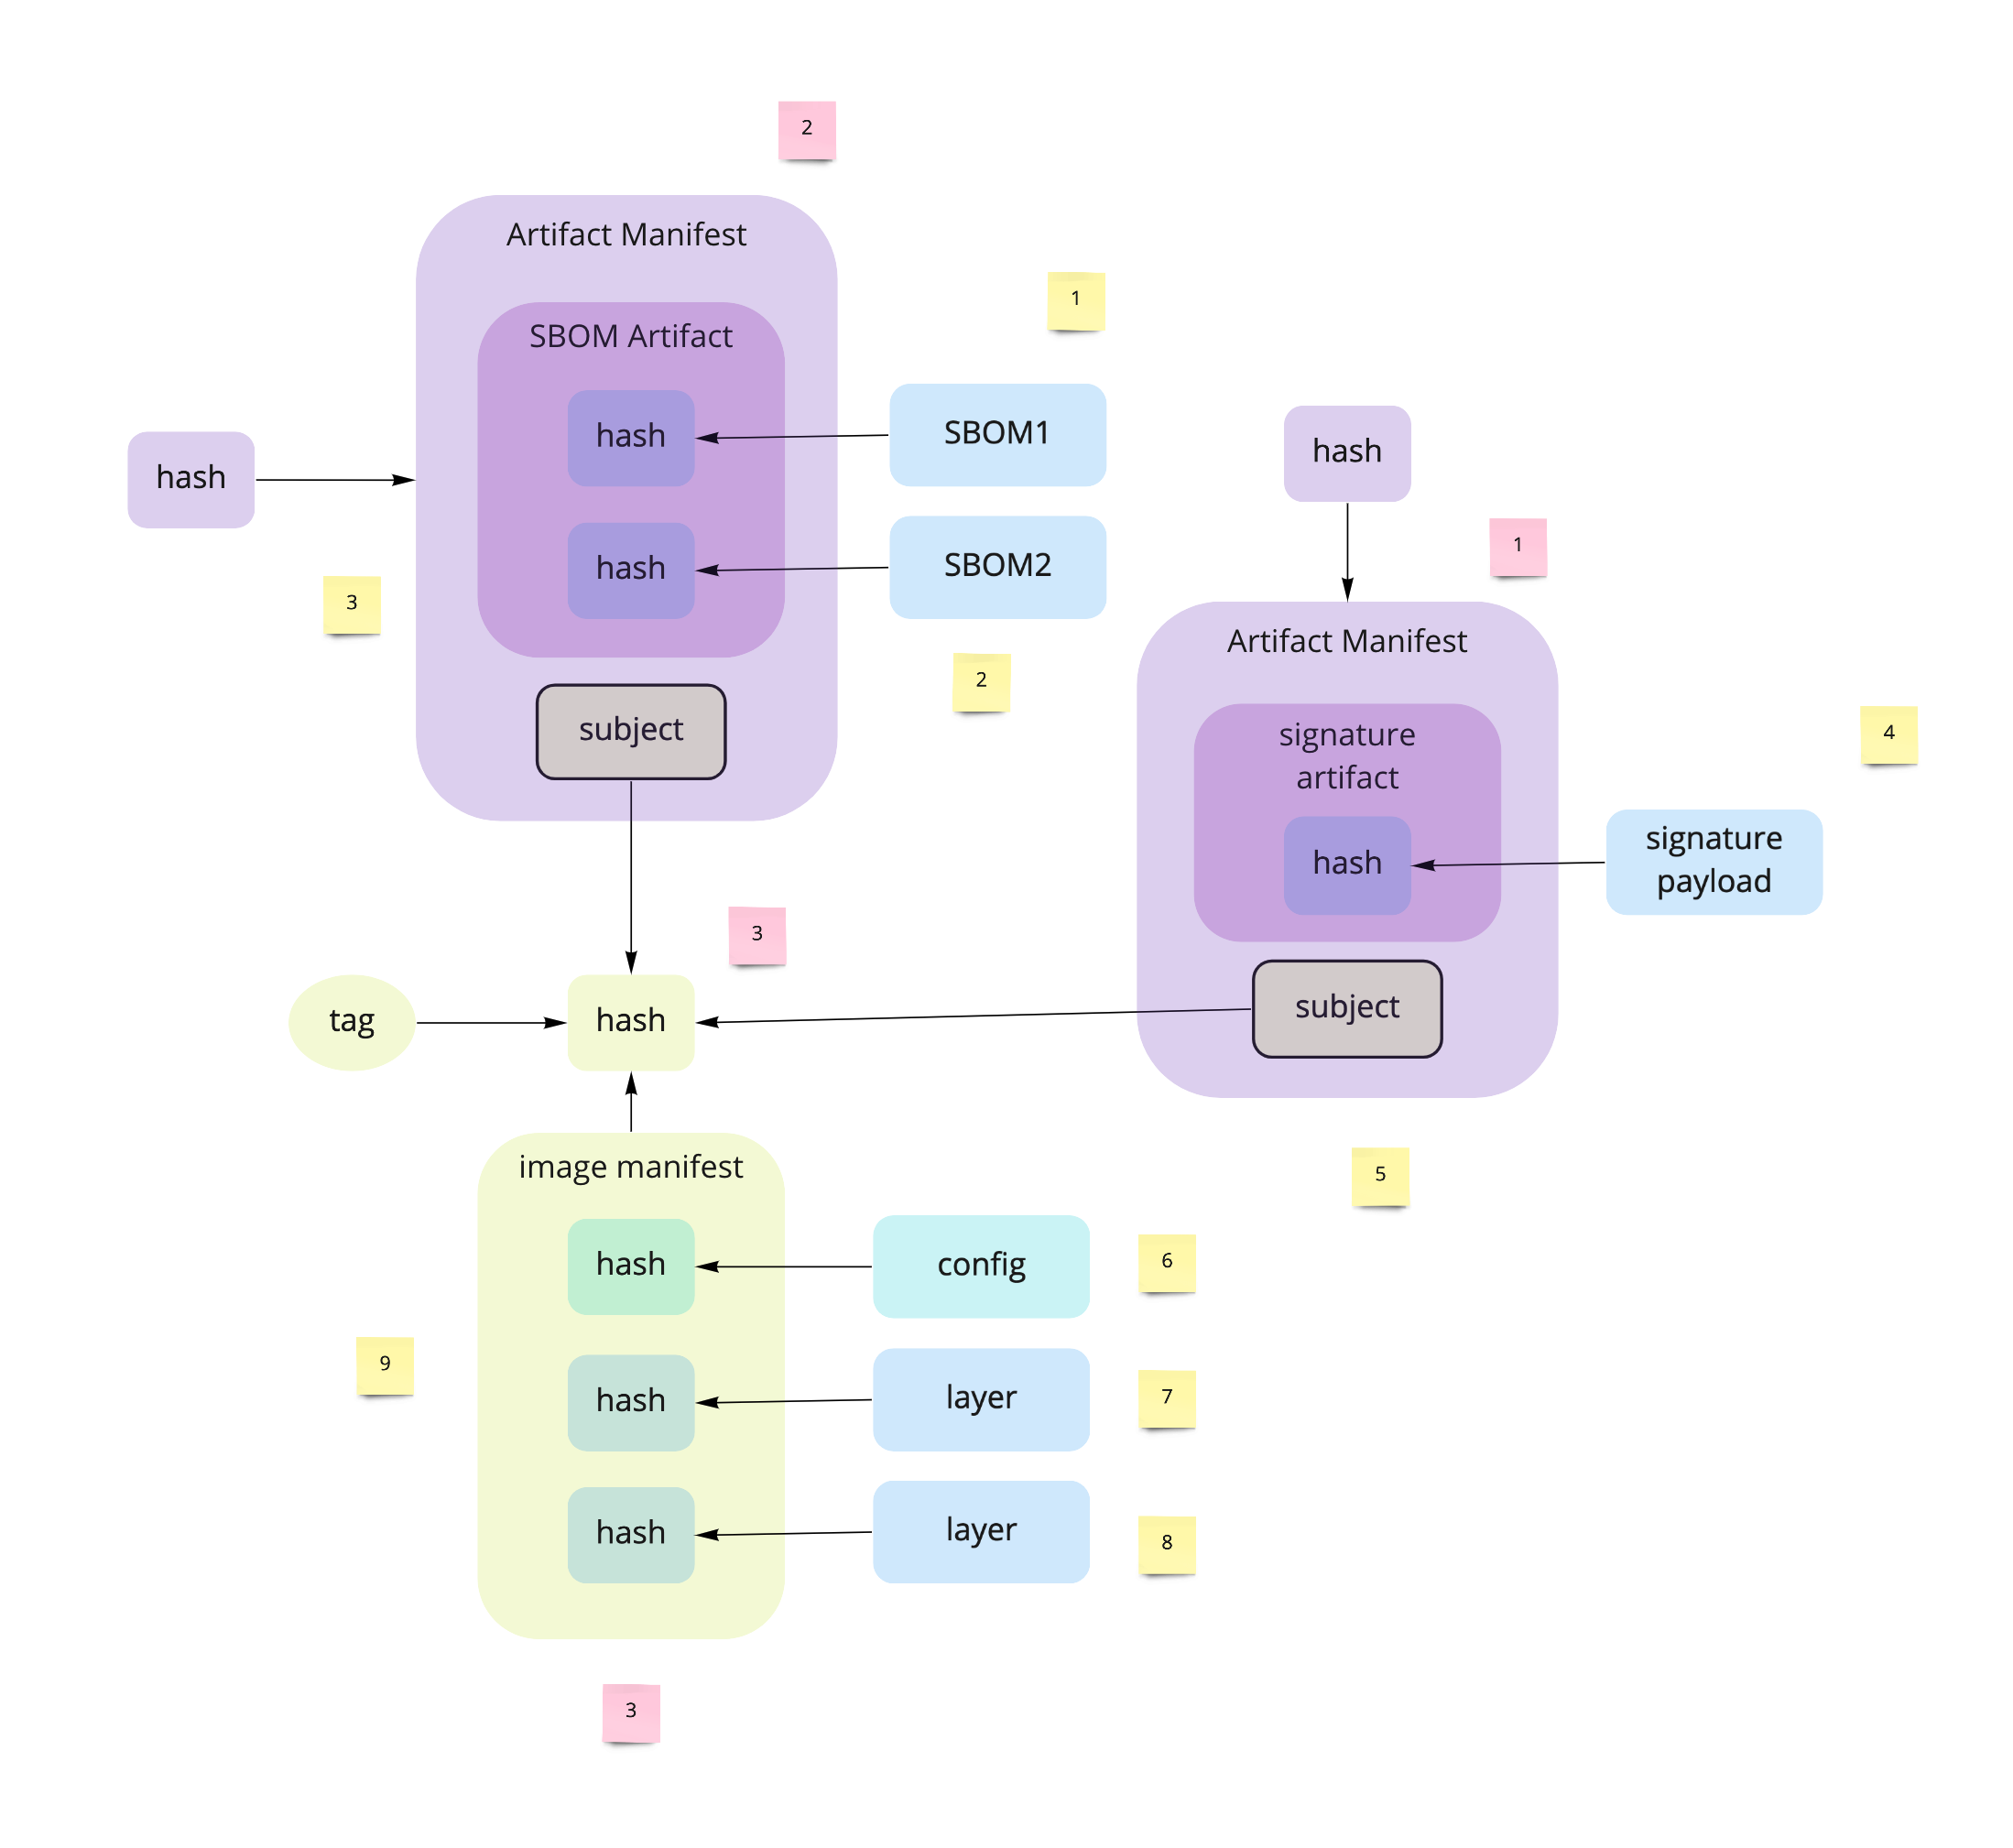 2
Artifact Manifest
SBOM Artifact
1
hash
SBOM1
hash
hash
hash
SBOM2
1
3
2
subject
Artifact Manifest
signature
artifact
4
hash
signature
payload
3
tag
hash
subject
image manifest
5
hash
config
6
9
hash
layer
7
hash
layer
8
3